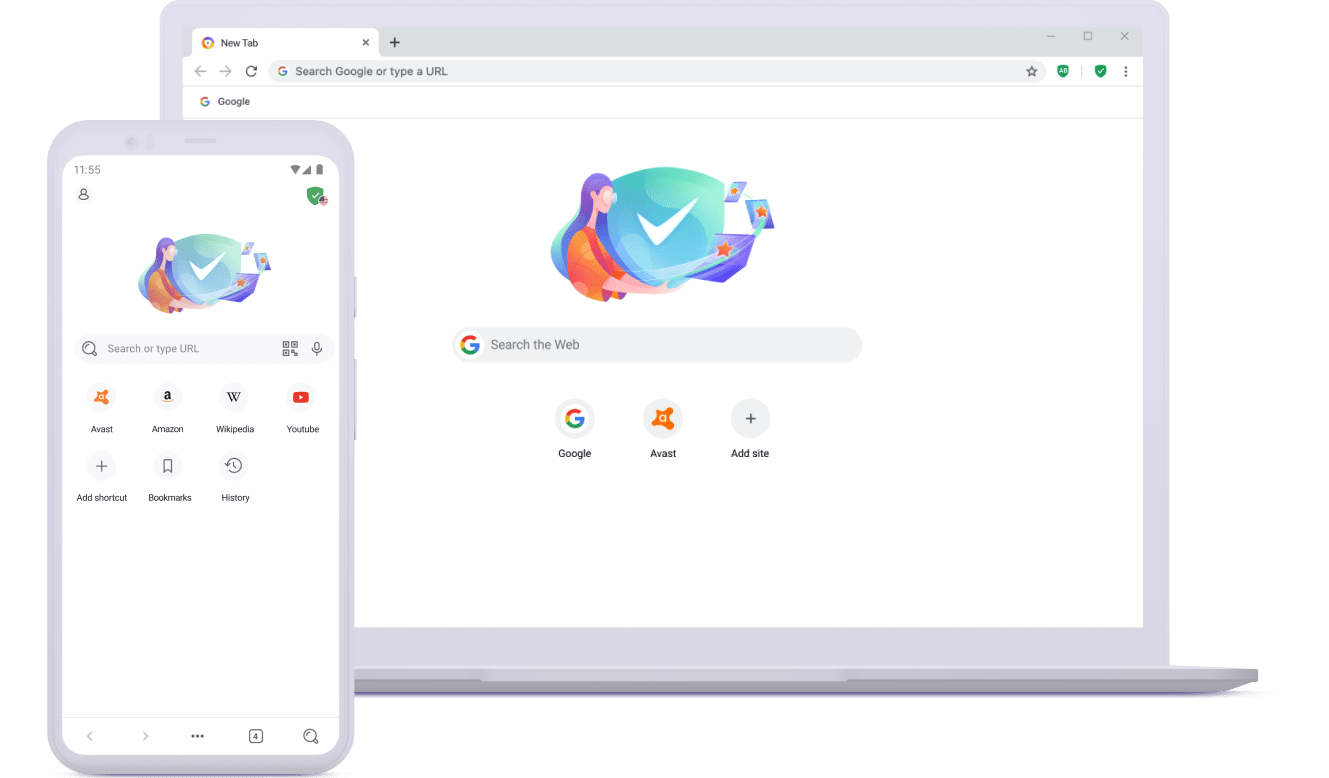 New Tab
Search Google or type a URL
AB
Google
Search the Web
Google
Avast
Add site
11:55
Search or type URL
a
W
Avast
Amazon
Wikipedia
Youtube
Add shortcut
Bookmarks
History
4